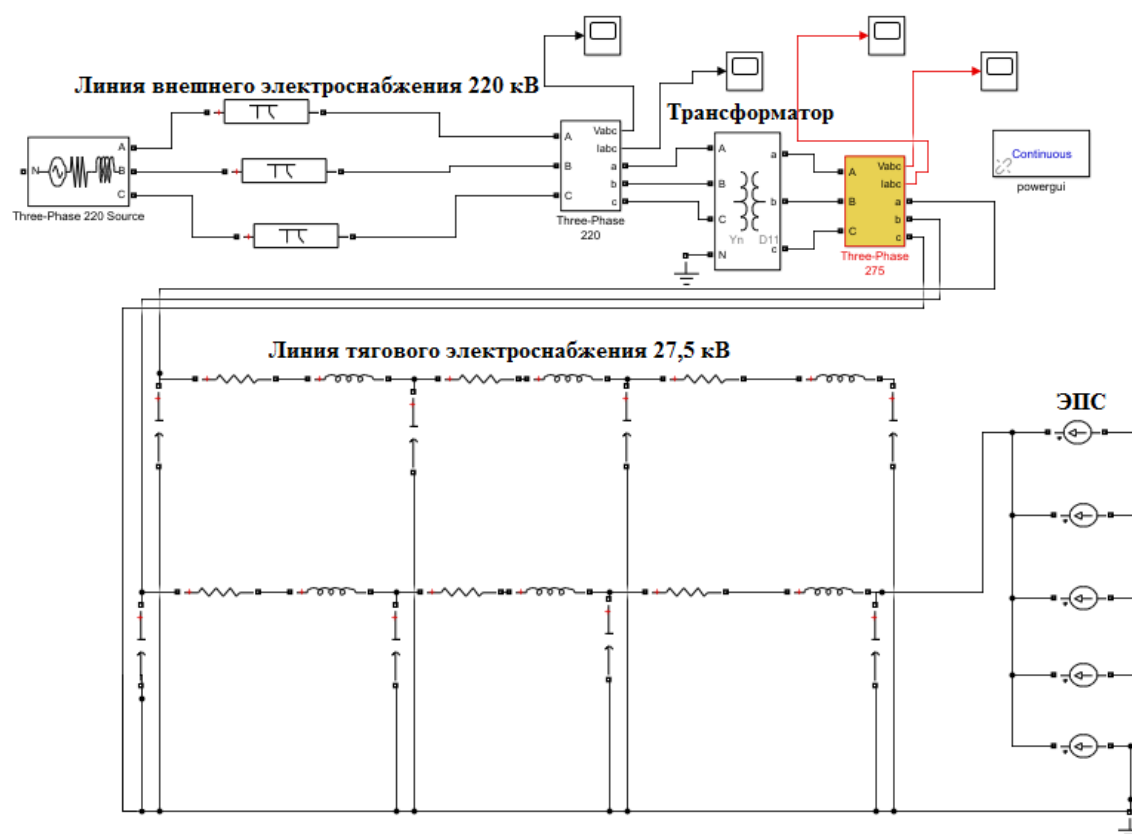 Линия внешнего электроснабжения 220 кВ
Трансформатор
N
A
B
C
Three-Phase 220 Source
A
B
C
Vabc
Iabc
a
b
c
Three-Phase
220
A
B
C
N
a
b
c
Yn
D11
A
B
C
Vabc
Iabc
a
b
c
Three-Phase
275
Continuous
powergui
Линия тягового электроснабжения 27,5 кВ
ЭПС